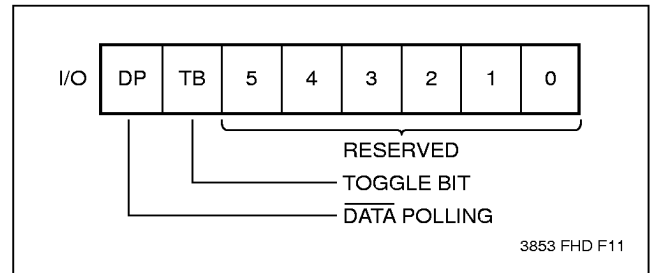 I/O DP TB 5 4 3 2 1 0
RESERVED
TOGGLE BIT
DATA POLLING
3853 FHD F11